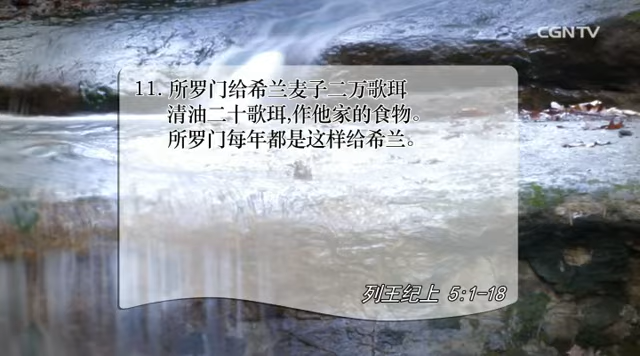 CGNTV
11. 所罗门给希兰麦子二万歌珥
清油二十歌珥,作他家的食物。
所罗门每年都是这样给希兰。
列王纪上 5:1-18